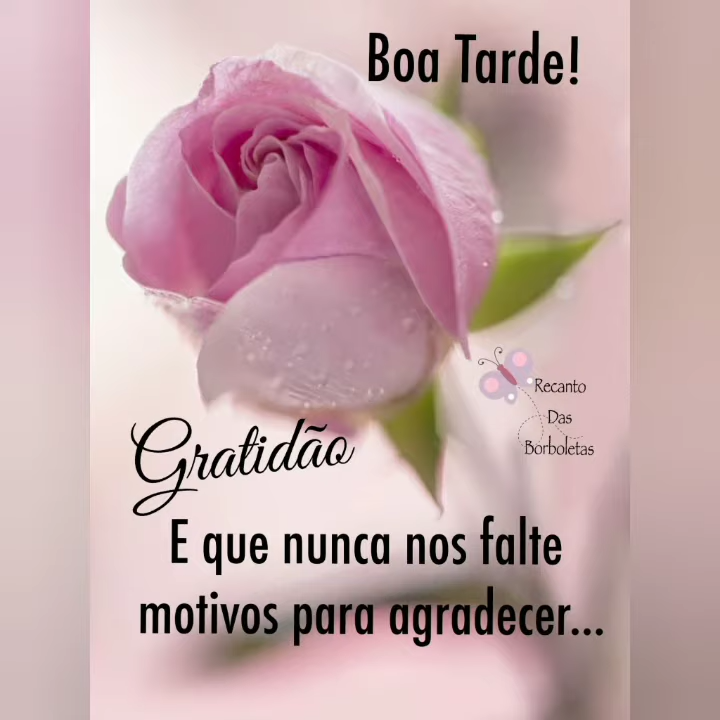 Boa Tarde!
Recanto
Das
Borboletas
Gratidão
E que nunca nos falte
motivos para agradecer...